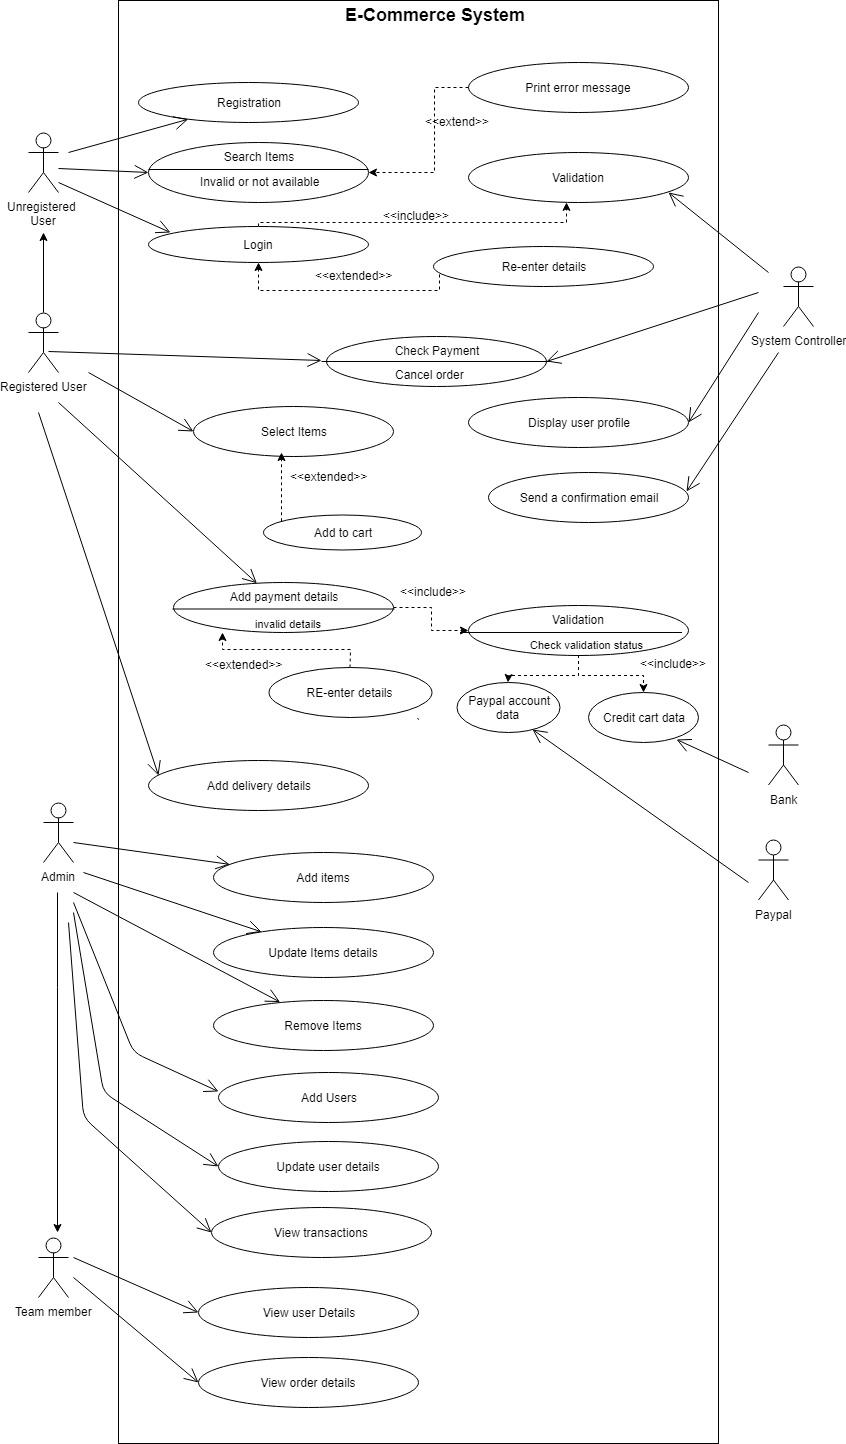 E-Commerce System
Print error message
Registration
<<extend>>
Search Items
Invalid or not available
Validation
Unregistered
User
<<include>>
Login
Re-enter details
<<extended>>
System Controller
Check Payment
Cancel order
Registered User
Display user profile
Select Items
<<extended>>
Send a confirmation email
Add to cart
<<include>>
Add payment details
invalid details
Validation
Check validation status
<<extended>>
<<include>>
RE-enter details
Paypal account
data
Credit cart data
Add delivery details
Bank
Admin
Add items
Paypal
Update Items details
Remove Items
Add Users
Update user details
View transactions
Team member
View user Details
View order details